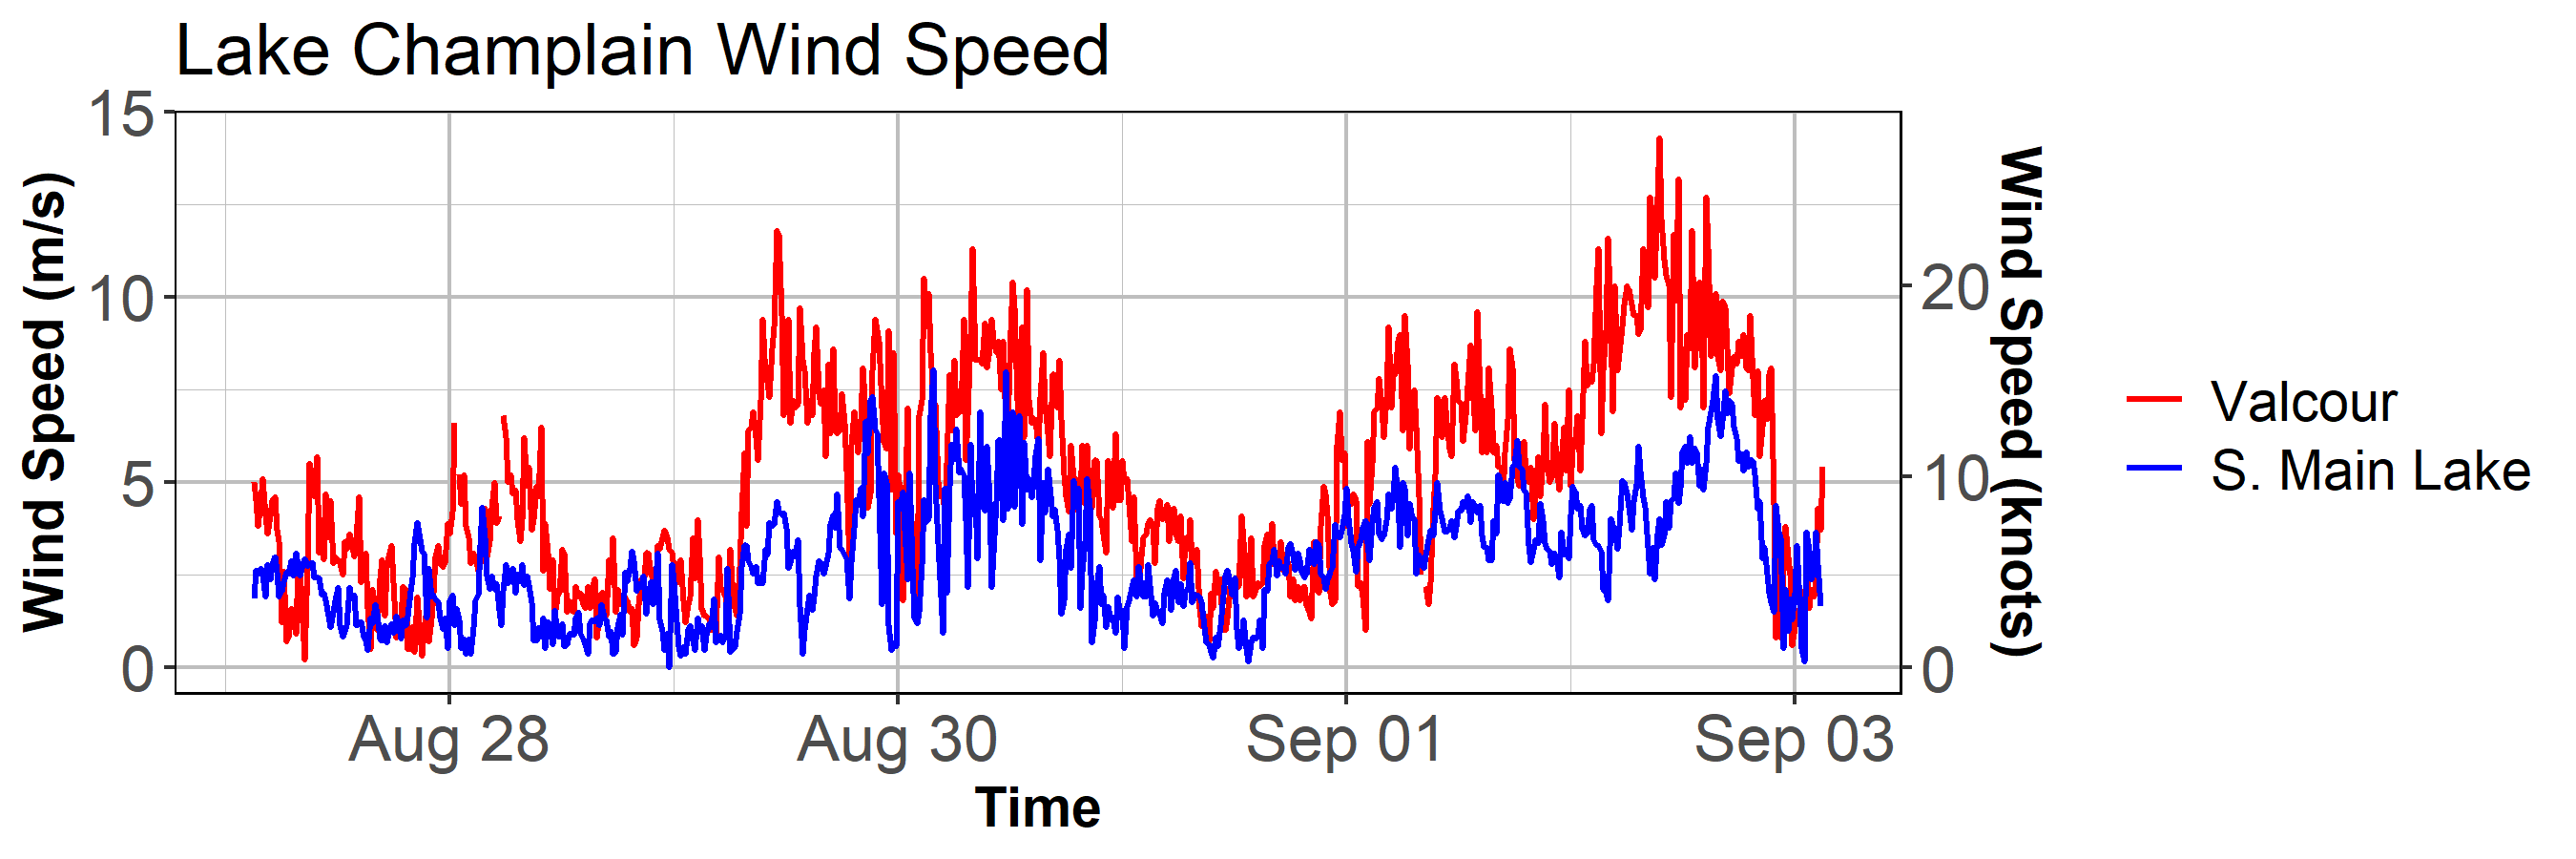 Lake Champlain Wind Speed
Wind Speed (m/s)
15
10
5
0
20
10
0
Wind Speed (knots)
Aug 28
Aug 30
Sep 01
Sep 03
Time
Valcour
S. Main Lake